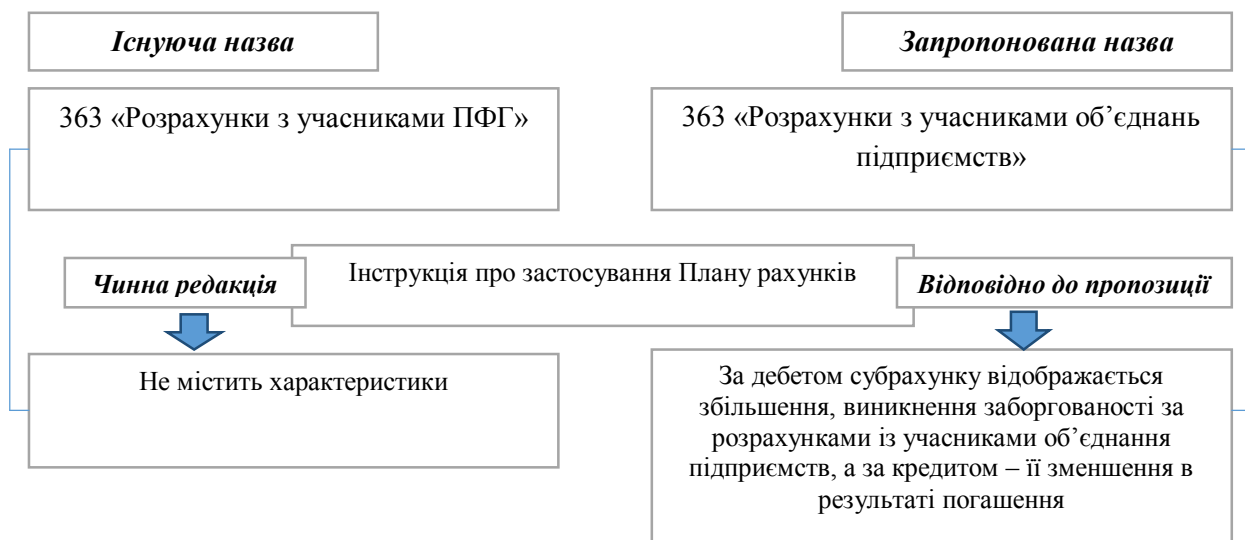 Існуюча назва
Запропонована назва
363 «Розрахунки з учасниками ПФГ»
363 «Розрахунки з учасниками об’єднань
підприємств»
Чинна редакція
Інструкція про застосування Плану рахунків
Відповідно до пропозиції
Не містить характеристики
За дебетом субрахунку відображається
збільшення, виникнення заборгованості за
розрахунками із учасниками об’єднання
підприємств, а за кредитом – її зменшення в
результаті погашення